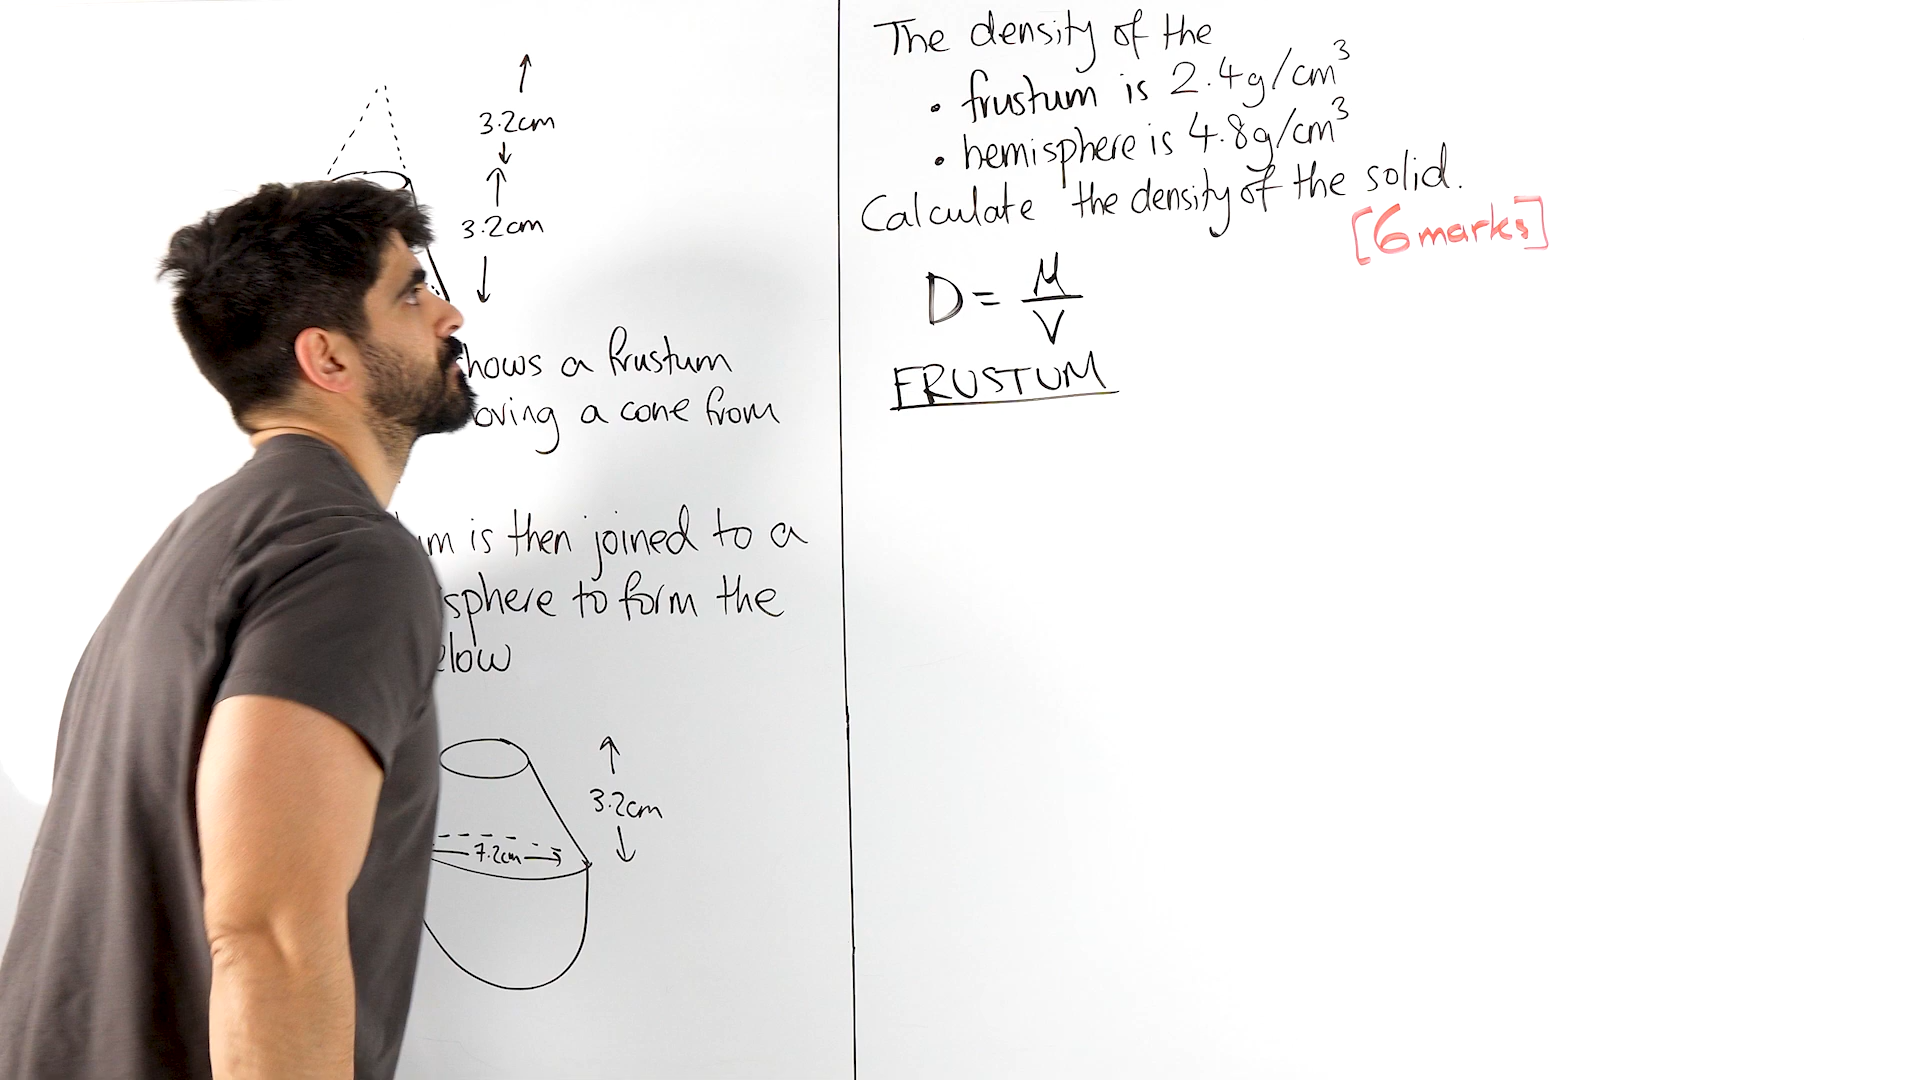 3.2cm
3.2cm
hows a frustum
oving a cone from
um is then joined to a
sphere to form the
elow
3.2cm
7.2cm
The density of the
• frustum is 2.4g/cm³
• hemisphere is 4.8g/cm³
Calculate the density of the solid.
[6 marks]
D = M
V
FRUSTUM